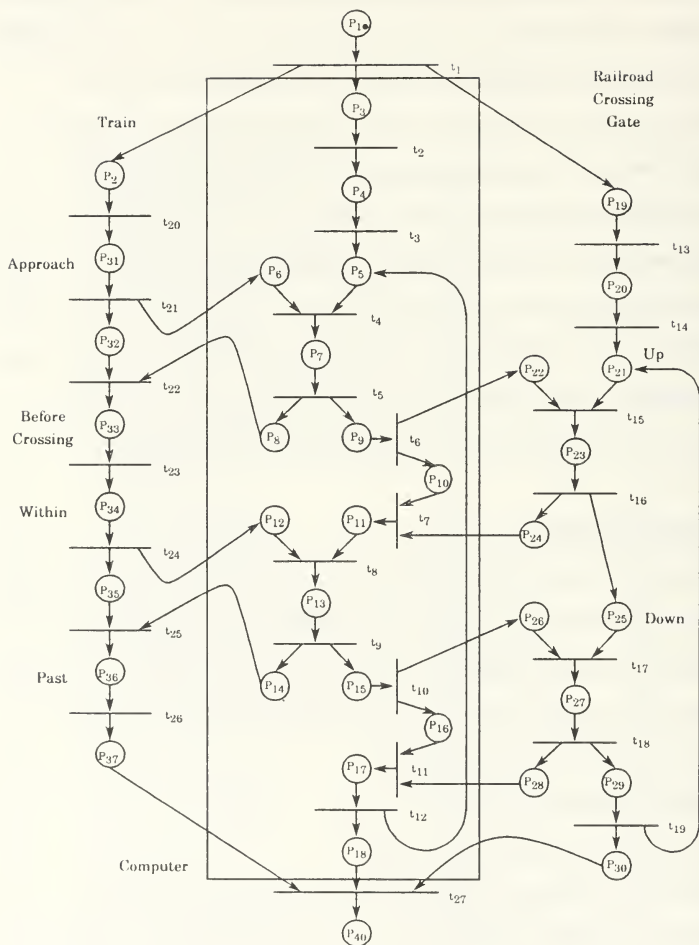 P1
t1
Railroad
Crossing
Gate
Train
P3
t2
P2
P4
P19
t20
t3
t13
Approach
P31
P6
P5
P20
t21
t4
t14
P32
P7
P22
P21
Up
t22
t5
t15
Before
Crossing
P33
P8
P9
t6
P23
t23
P10
t16
Within
P34
P12
P11
t7
P24
t24
t8
P35
P13
P26
P25
Down
t25
t9
t17
Past
P36
P14
P15
t10
P27
t26
P16
t18
P37
P17
t11
P28
P29
t12
t19
Computer
P18
P30
t27
P40